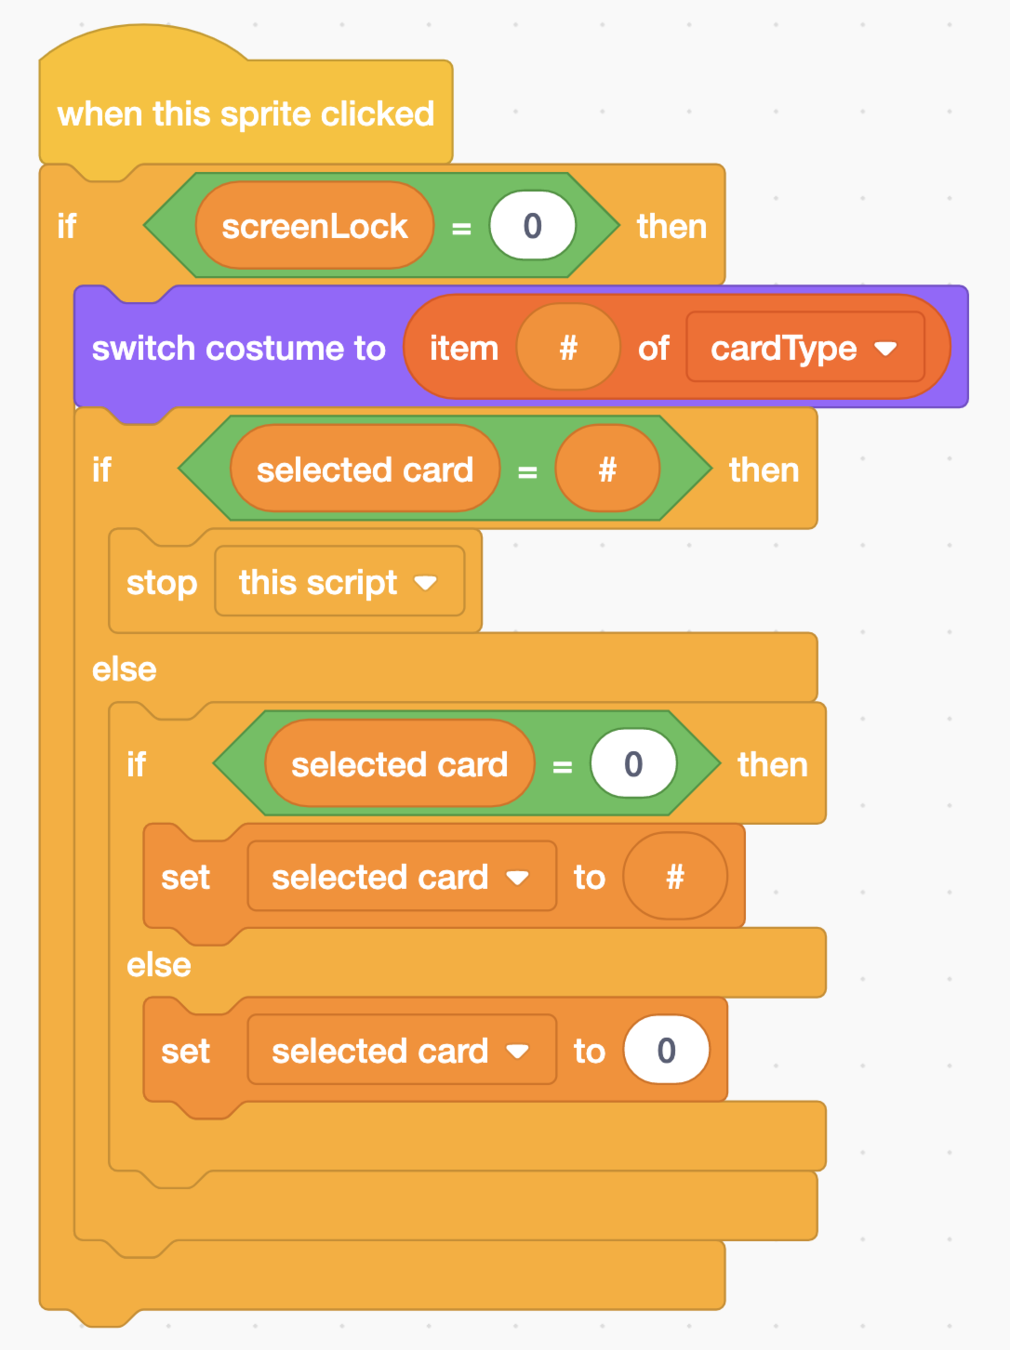 when this sprite clicked
if screenLock = 0 then
switch costume to item # of cardType
if selected card = # then
stop this script
else
if selected card = 0 then
set selected card to #
else
set selected card to 0